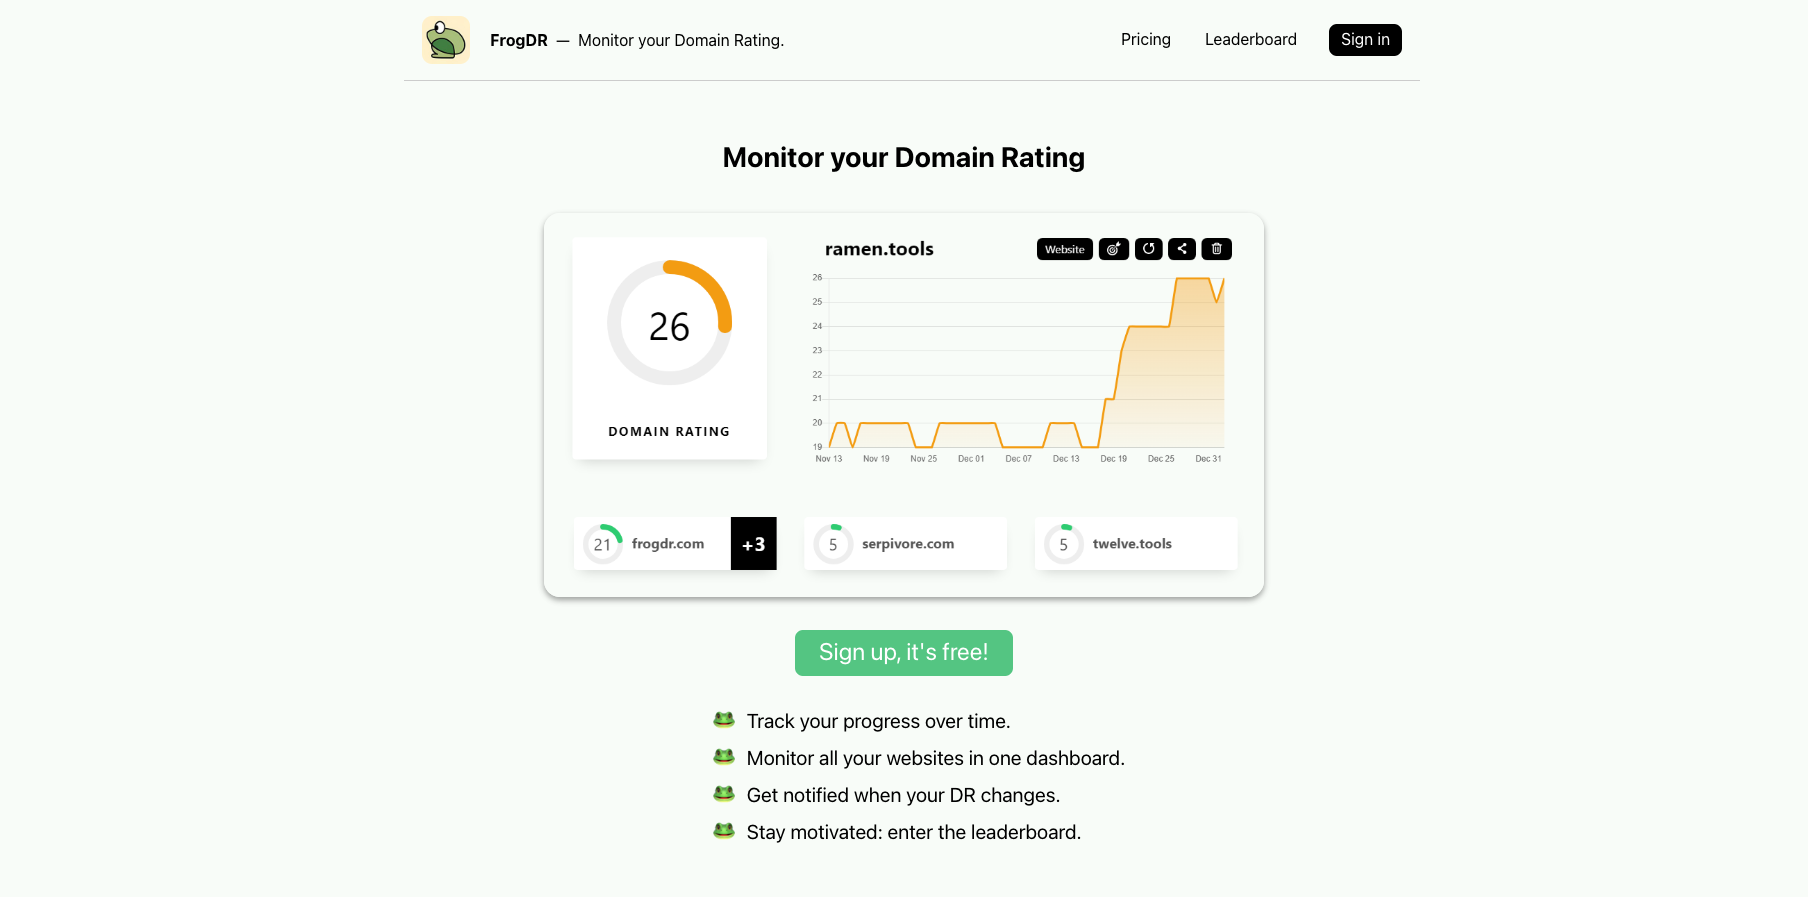 FrogDR — Monitor your Domain Rating.
Pricing
Leaderboard
Sign in
Monitor your Domain Rating
26
DOMAIN RATING
ramen.tools
Website
26
25
24
23
22
21
20
19
Nov 13 Nov 19 Nov 25 Dec 01 Dec 07 Dec 13 Dec 19 Dec 25 Dec 31
21 frogdr.com +3
5 serpivore.com
5 twelve.tools
Sign up, it's free!
Track your progress over time.
Monitor all your websites in one dashboard.
Get notified when your DR changes.
Stay motivated: enter the leaderboard.